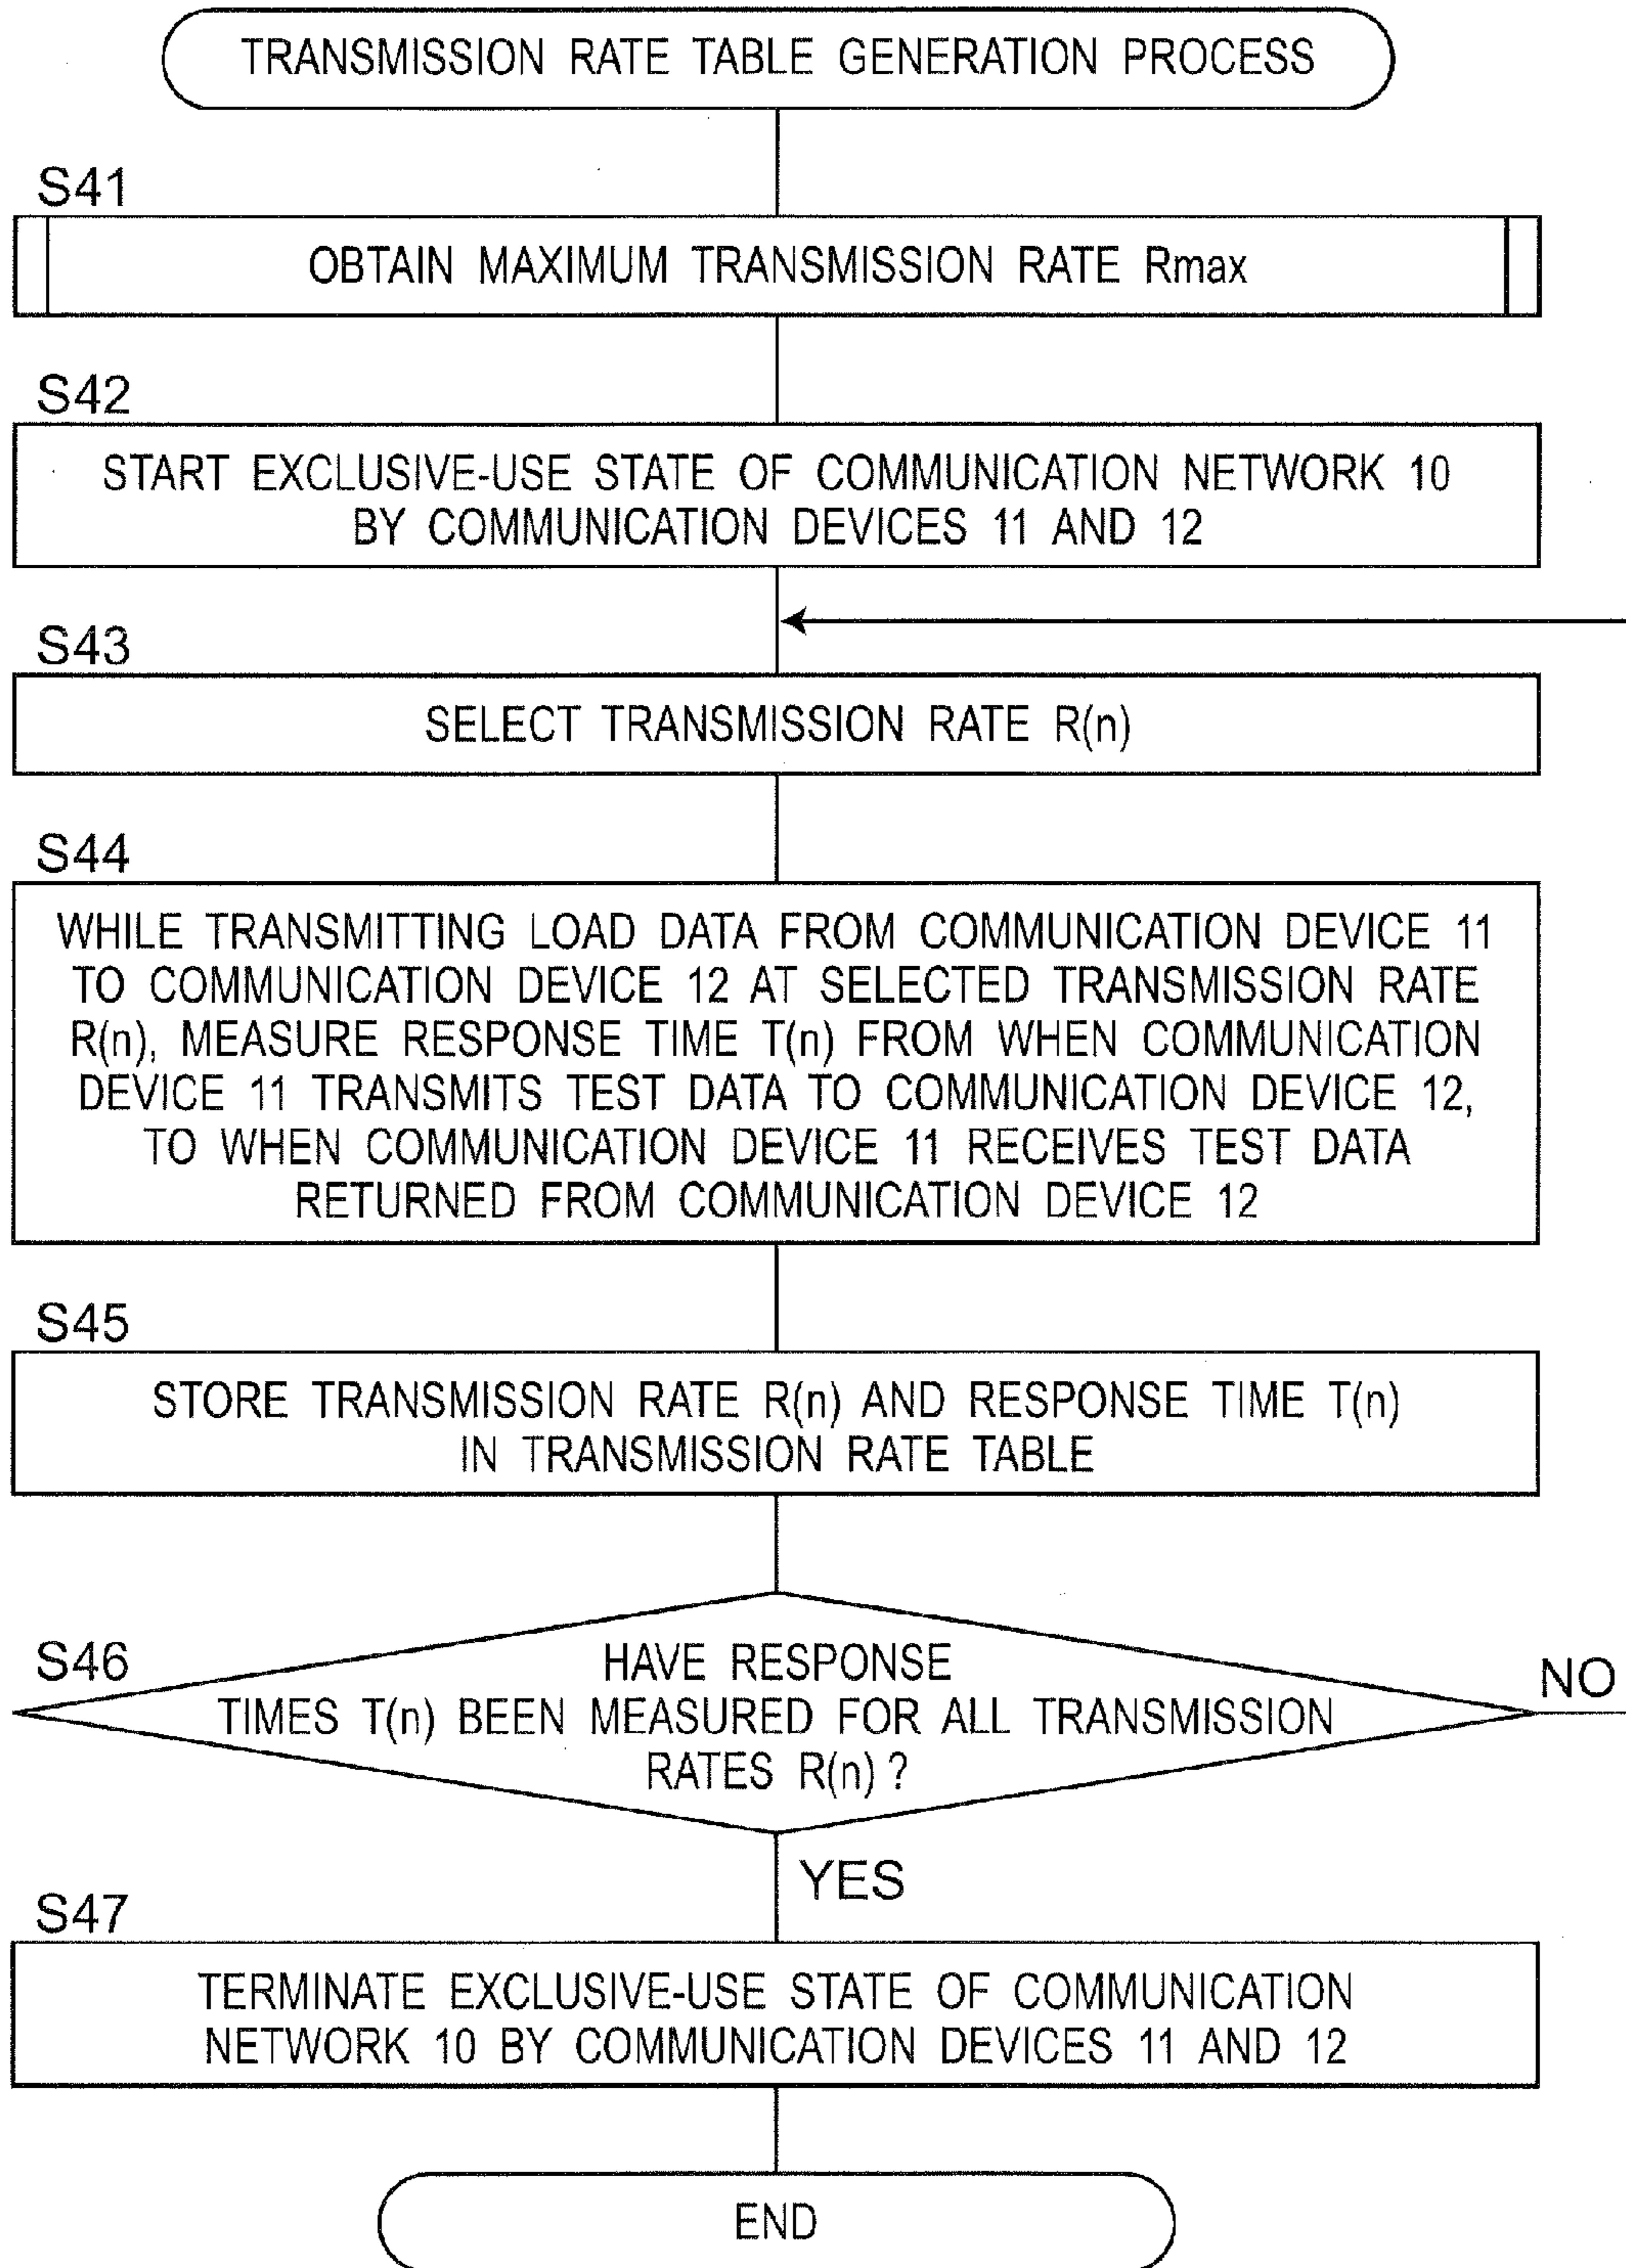 TRANSMISSION RATE TABLE GENERATION PROCESS
S41
OBTAIN MAXIMUM TRANSMISSION RATE Rmax
S42
START EXCLUSIVE-USE STATE OF COMMUNICATION NETWORK 10
BY COMMUNICATION DEVICES 11 AND 12
S43
SELECT TRANSMISSION RATE R(n)
S44
WHILE TRANSMITTING LOAD DATA FROM COMMUNICATION DEVICE 11
TO COMMUNICATION DEVICE 12 AT SELECTED TRANSMISSION RATE
R(n), MEASURE RESPONSE TIME T(n) FROM WHEN COMMUNICATION
DEVICE 11 TRANSMITS TEST DATA TO COMMUNICATION DEVICE 12,
TO WHEN COMMUNICATION DEVICE 11 RECEIVES TEST DATA
RETURNED FROM COMMUNICATION DEVICE 12
S45
STORE TRANSMISSION RATE R(n) AND RESPONSE TIME T(n)
IN TRANSMISSION RATE TABLE
S46
HAVE RESPONSE
TIMES T(n) BEEN MEASURED FOR ALL TRANSMISSION
RATES R(n) ?
NO
YES
S47
TERMINATE EXCLUSIVE-USE STATE OF COMMUNICATION
NETWORK 10 BY COMMUNICATION DEVICES 11 AND 12
END